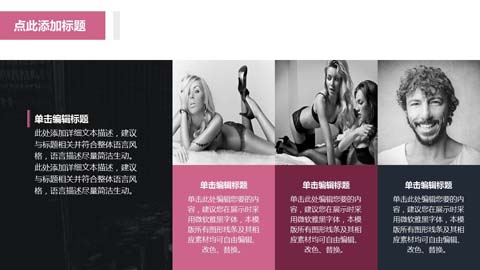 点此添加标题
单击编辑标题
此处添加详细文本描述，建议
与标题相关并符合整体语言风
格，语言描述尽量简洁生动。
此处添加详细文本描述，建议
与标题相关并符合整体语言风
格，语言描述尽量简洁生动。
单击编辑标题
单击此处编辑您要的内
容，建议您在展示时采
用微软雅黑字体，本模
版所有图形线条及其相
应素材均可自由编辑、
改色、替换。
单击编辑标题
单击此处编辑您要的内
容，建议您在展示时采
用微软雅黑字体，本模
版所有图形线条及其相
应素材均可自由编辑、
改色、替换。
单击编辑标题
单击此处编辑您要的内
容，建议您在展示时采
用微软雅黑字体，本模
版所有图形线条及其相
应素材均可自由编辑、
改色、替换。